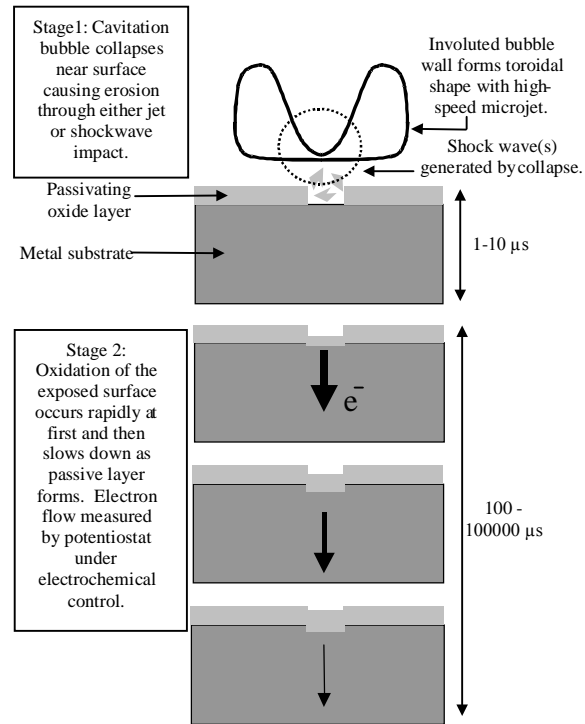 Stage1: Cavitation
bubble collapses
near surface
causing erosion
through either jet
or shockwave
impact.
Involuted bubble
wall forms toroidal
shape with high-
speed microjet.
Shock wave(s)
generated by collapse.
Passivating
oxide layer
Metal substrate
1-10 µs
Stage 2:
Oxidation of the
exposed surface
occurs rapidly at
first and then
slows down as
passive layer
forms. Electron
flow measured
by potentiostat
under
electrochemical
control.
e⁻
100 -
100000 µs